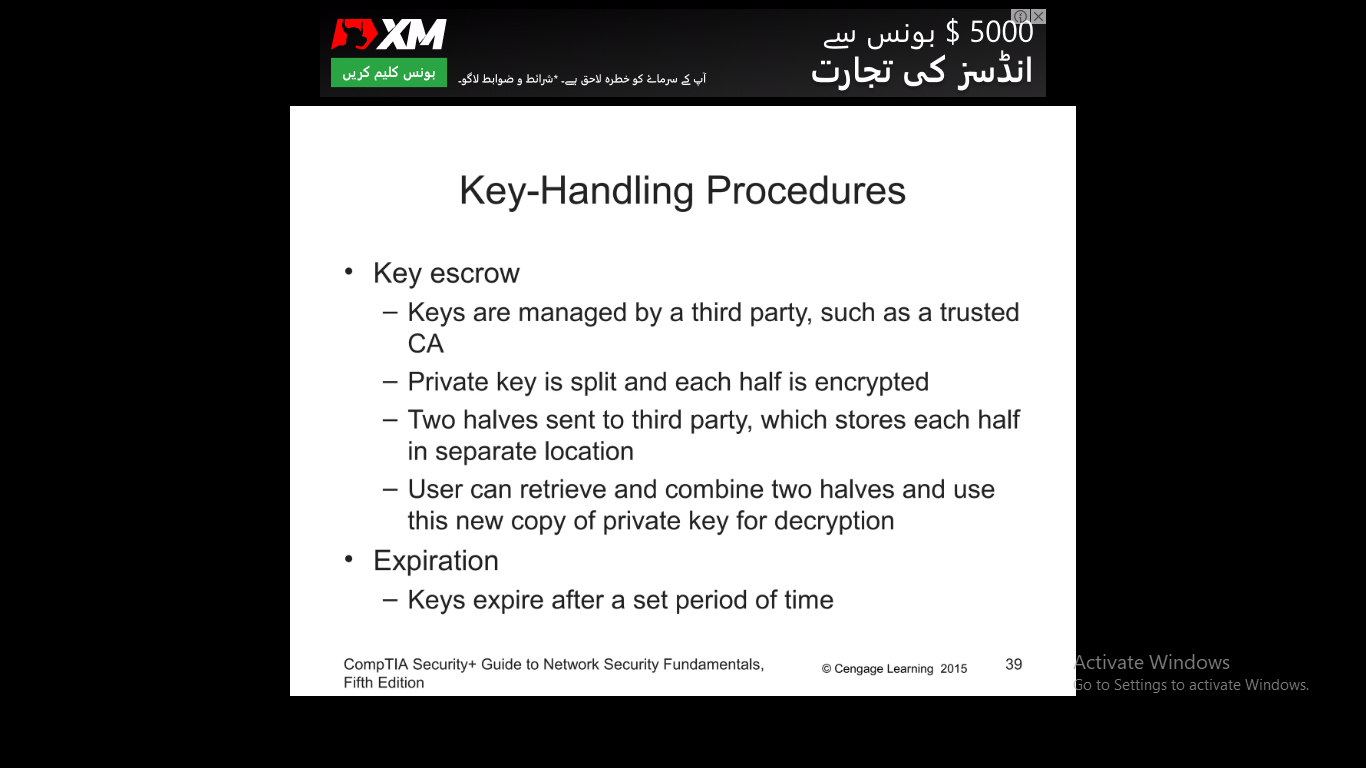 XM
5000 $ بونس سے
انڈسز کی تجارت
بونس کلیم کریں
آپ کے سرمائے کو خطرہ لاحق ہے۔ *شرائط و ضوابط لاگو۔
Key-Handling Procedures
• Key escrow
– Keys are managed by a third party, such as a trusted
CA
– Private key is split and each half is encrypted
– Two halves sent to third party, which stores each half
in separate location
– User can retrieve and combine two halves and use
this new copy of private key for decryption
• Expiration
– Keys expire after a set period of time
CompTIA Security+ Guide to Network Security Fundamentals,
Fifth Edition
© Cengage Learning 2015
39
Activate Windows
Go to Settings to activate Windows.